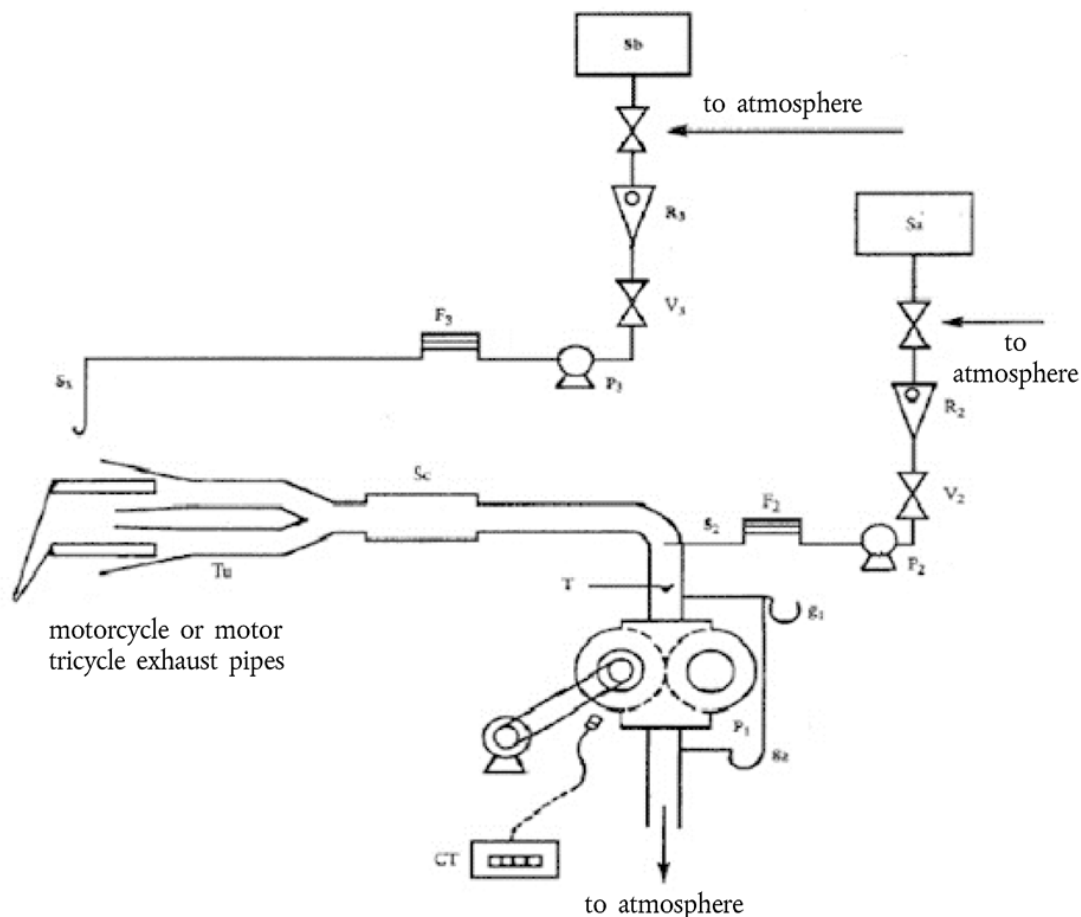 Sb
to atmosphere
R3
Sa
V3
to
atmosphere
F3
P3
R2
Sx
Sc
V2
F2
S2
P2
Tu
T
g1
motorcycle or motor
tricycle exhaust pipes
P1
g2
CT
to atmosphere